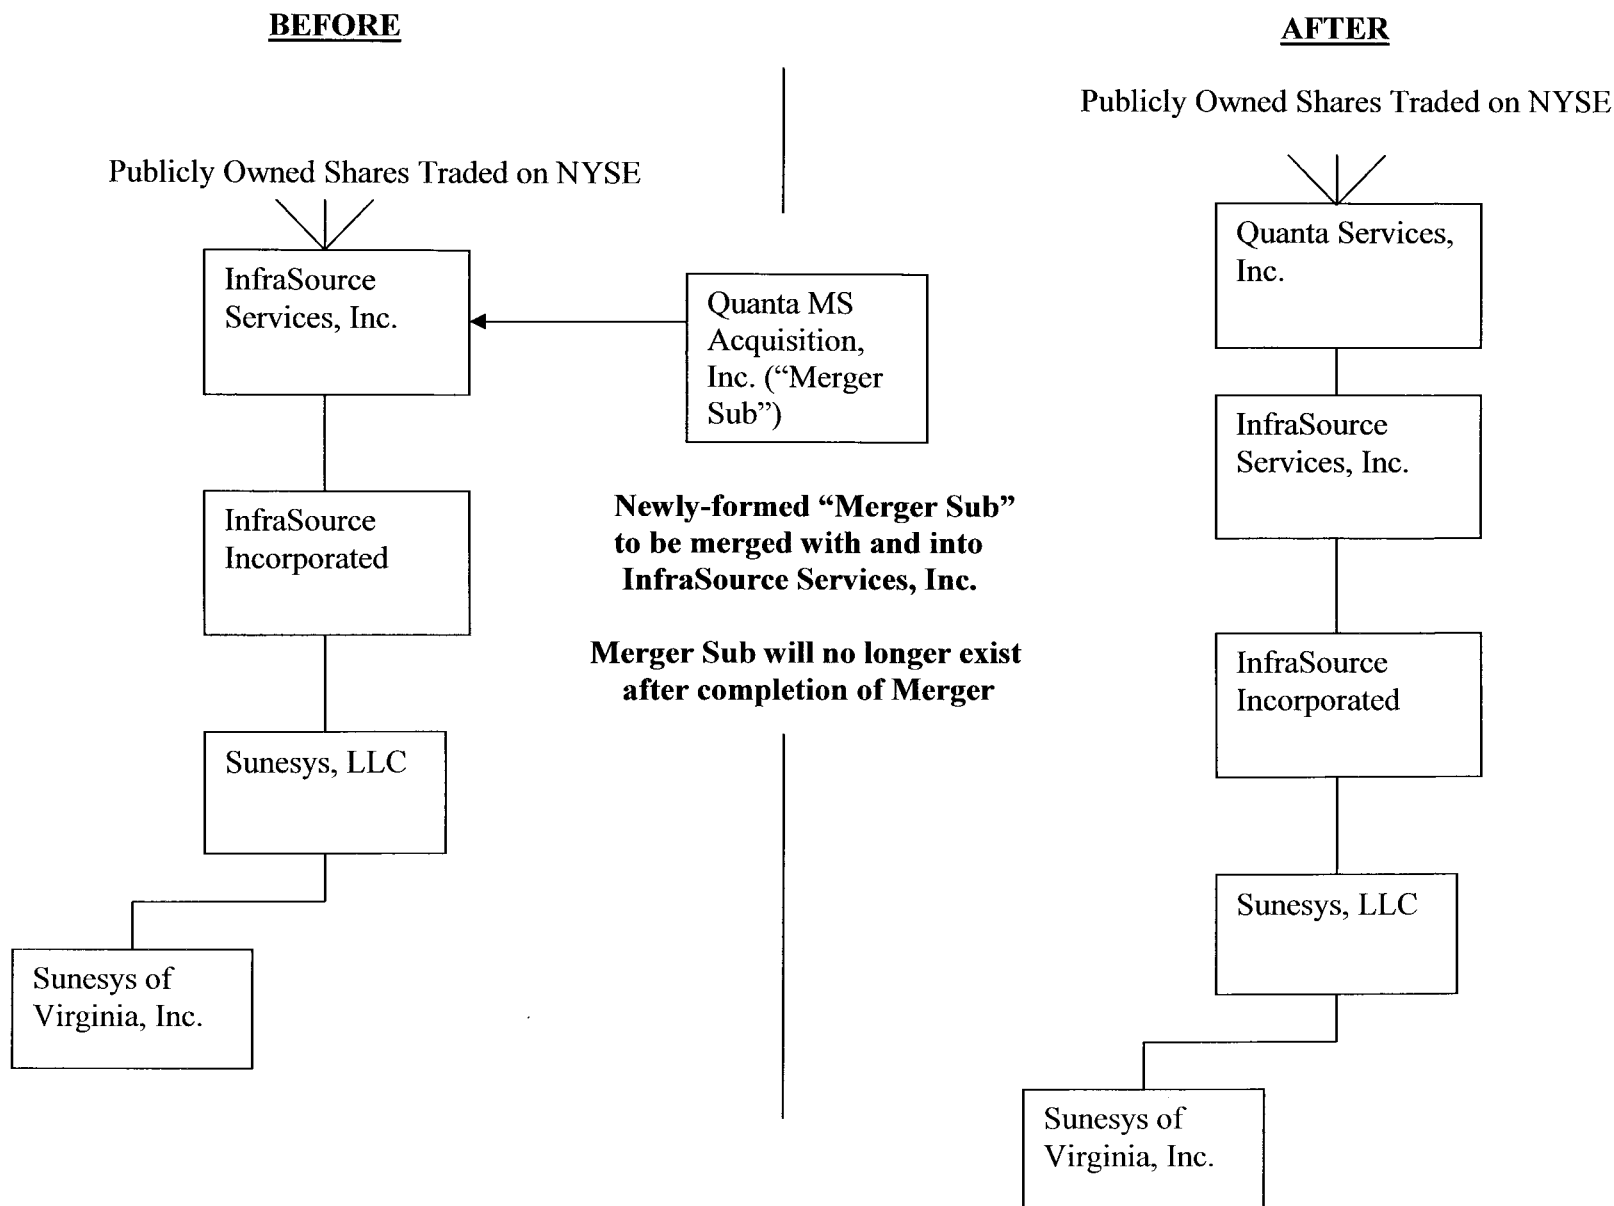 BEFORE
Publicly Owned Shares Traded on NYSE
InfraSource
Services, Inc.
Quanta MS
Acquisition,
Inc. (“Merger
Sub”)
InfraSource
Incorporated
Newly-formed “Merger Sub”
to be merged with and into
InfraSource Services, Inc.
Merger Sub will no longer exist
after completion of Merger
Sunesys, LLC
Sunesys of
Virginia, Inc.
AFTER
Publicly Owned Shares Traded on NYSE
Quanta Services,
Inc.
InfraSource
Services, Inc.
InfraSource
Incorporated
Sunesys, LLC
Sunesys of
Virginia, Inc.